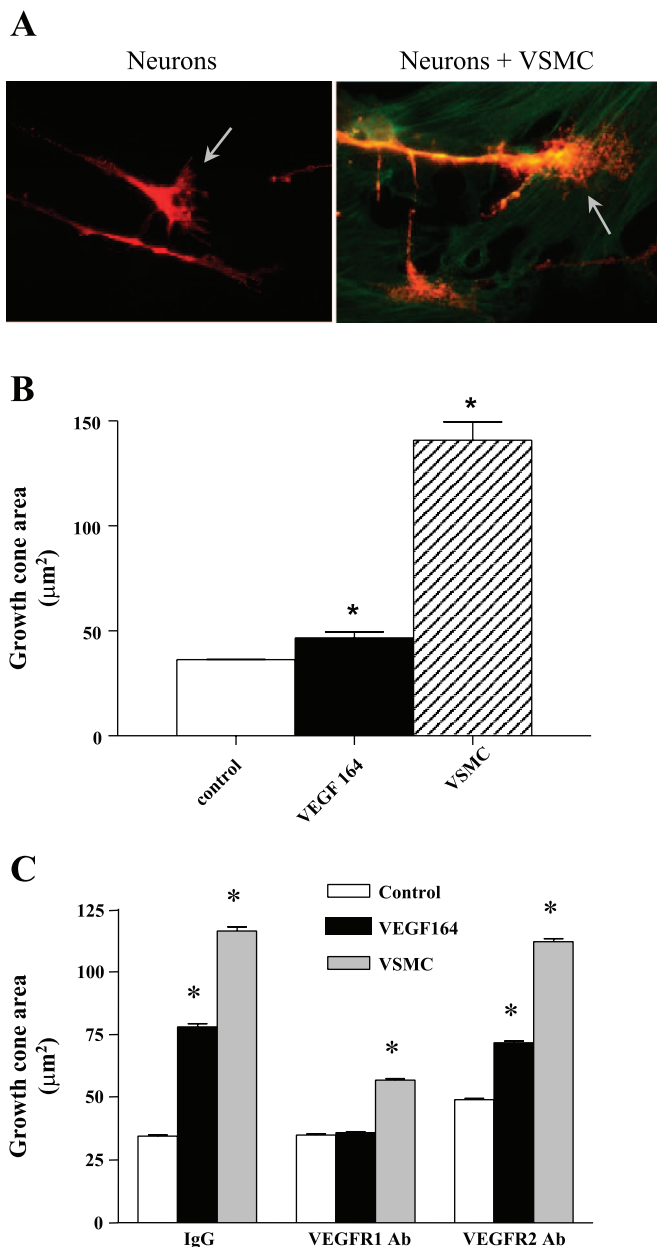 A
Neurons
Neurons + VSMC
B
Growth cone area
(μm²)
150
100
50
0
*
*
control
VEGF 164
VSMC
C
Growth cone area
(μm²)
125
100
75
50
25
0
Control
VEGF164
VSMC
*
*
*
*
*
IgG
VEGFR1 Ab
VEGFR2 Ab